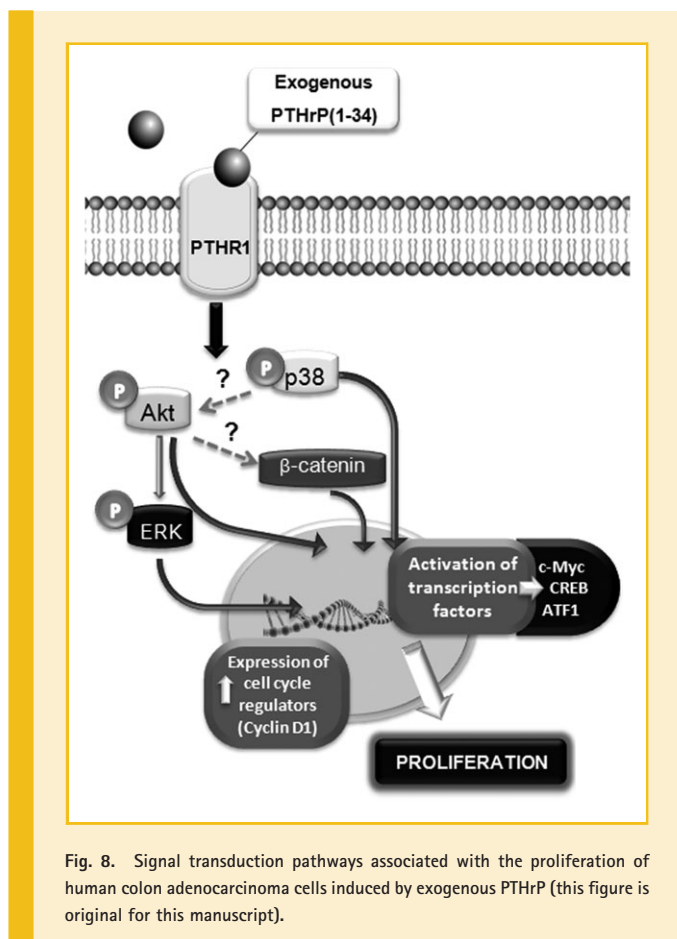 Exogenous
PTHrP(1-34)
PTHR1
?
P
p38
P
Akt
?
β-catenin
P
ERK
Activation of
transcription
factors
c-Myc
CREB
ATF1
Expression of
cell cycle
regulators
(Cyclin D1)
PROLIFERATION
Fig. 8. Signal transduction pathways associated with the proliferation of
human colon adenocarcinoma cells induced by exogenous PTHrP (this figure is
original for this manuscript).